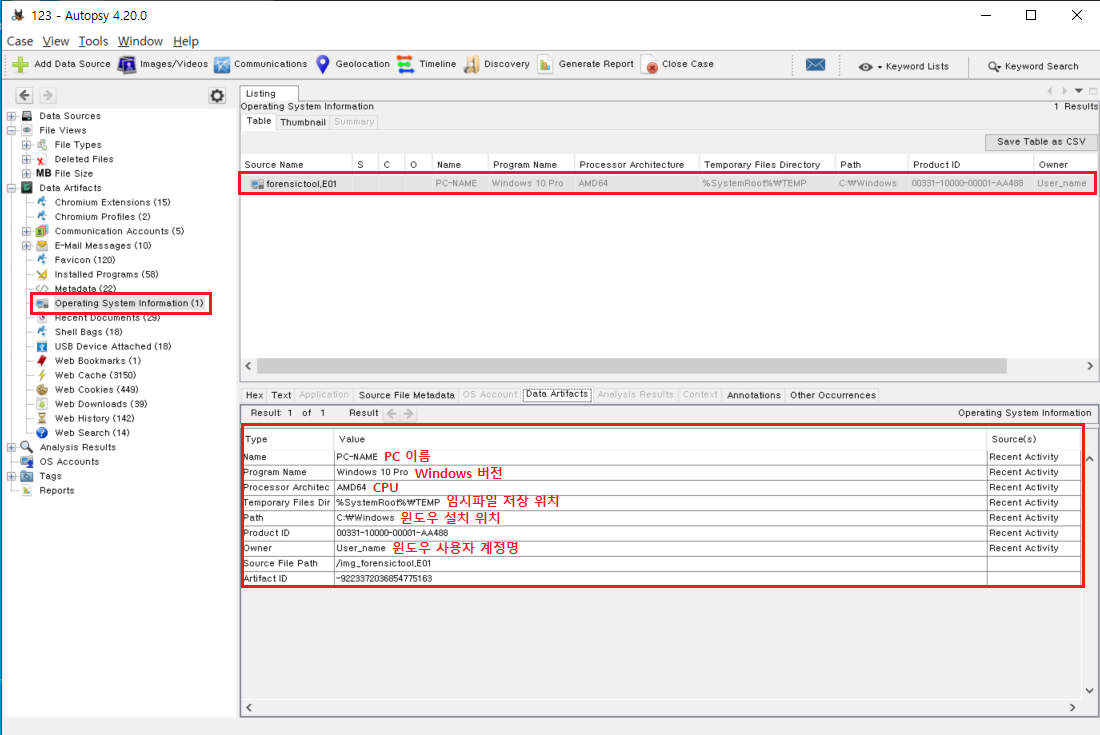 123 - Autopsy 4.20.0
Case View Tools Window Help
Add Data Source Images/Videos Communications Geolocation Timeline Discovery Generate Report Close Case Keyword Lists Keyword Search
Listing
Operating System Information
1 Results
Table Thumbnail Summary
Save Table as CSV
Source Name S C O Name Program Name Processor Architecture Temporary Files Directory Path Product ID Owner
forensictool,E01 PC-NAME Windows 10 Pro AMD64 %SystemRoot%₩TEMP C:₩Windows 00331-10000-00001-AA488 User_name
Data Sources
File Views
File Types
Deleted Files
MB File Size
Data Artifacts
Chromium Extensions (15)
Chromium Profiles (2)
Communication Accounts (5)
E-Mail Messages (10)
Favicon (120)
Installed Programs (58)
Metadata (22)
Operating System Information (1)
Recent Documents (29)
Shell Bags (18)
USB Device Attached (18)
Web Bookmarks (1)
Web Cache (3150)
Web Cookies (449)
Web Downloads (39)
Web History (142)
Web Search (14)
Analysis Results
OS Accounts
Tags
Reports
Hex Text Application Source File Metadata OS Account Data Artifacts Analysis Results Context Annotations Other Occurrences
Result: 1 of 1 Result Operating System Information
Type Value Source(s)
Name PC-NAME PC 이름 Recent Activity
Program Name Windows 10 Pro Windows 버전 Recent Activity
Processor Architec AMD64 CPU Recent Activity
Temporary Files Dir %SystemRoot%₩TEMP 임시파일 저장 위치 Recent Activity
Path C:₩Windows 윈도우 설치 위치 Recent Activity
Product ID 00331-10000-00001-AA488 Recent Activity
Owner User_name 윈도우 사용자 계정명 Recent Activity
Source File Path /img_forensictool,E01
Artifact ID -9223372036854775163